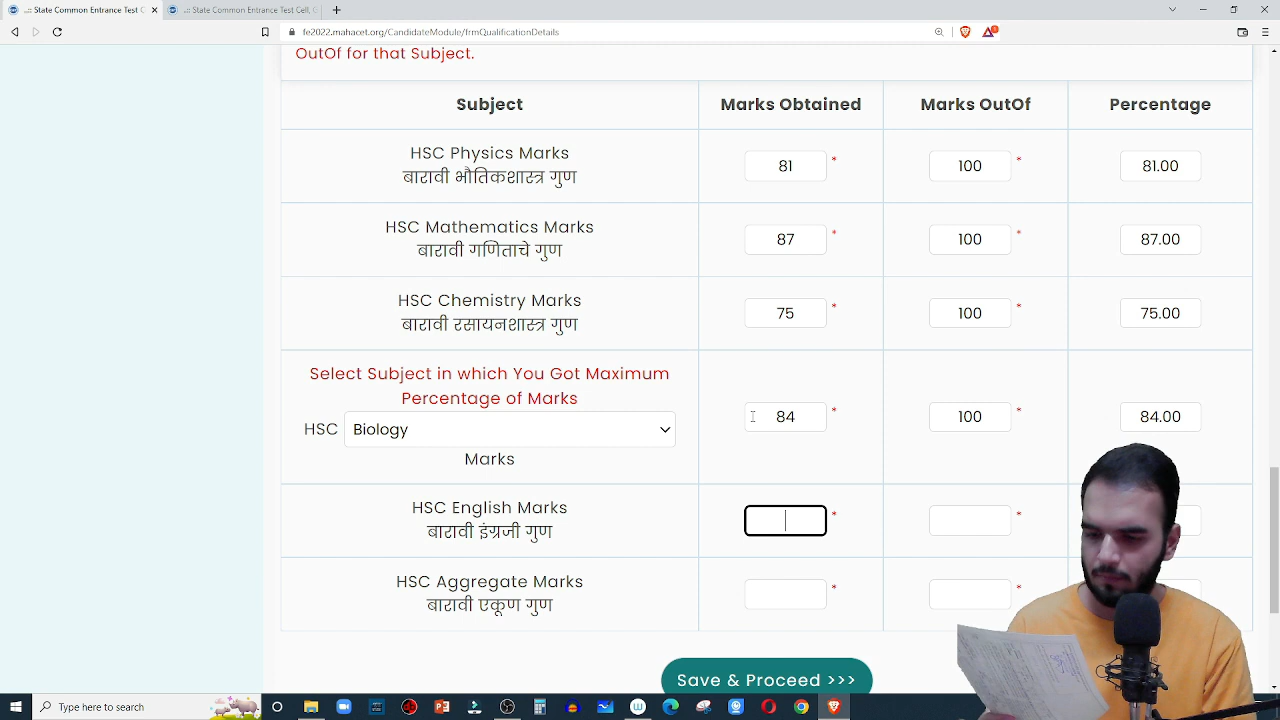 .:: State Common Entrance Test C
.:: State Common Entrance Test Cell, G
fe2022.mahacet.org/CandidateModule/frmQualificationDetails
OutOf for that Subject.
Subject Marks Obtained Marks OutOf Percentage
HSC Physics Marks
बारावी भौतिकशास्त्र गुण
81 * 100 * 81.00
HSC Mathematics Marks
बारावी गणिताचे गुण
87 * 100 * 87.00
HSC Chemistry Marks
बारावी रसायनशास्त्र गुण
75 * 100 * 75.00
Select Subject in which You Got Maximum
Percentage of Marks
HSC Biology
Marks
84 * 100 * 84.00
HSC English Marks
बारावी इंग्रजी गुण
* *
HSC Aggregate Marks
बारावी एकूण गुण
* *
Save & Proceed >>>
Type here to search